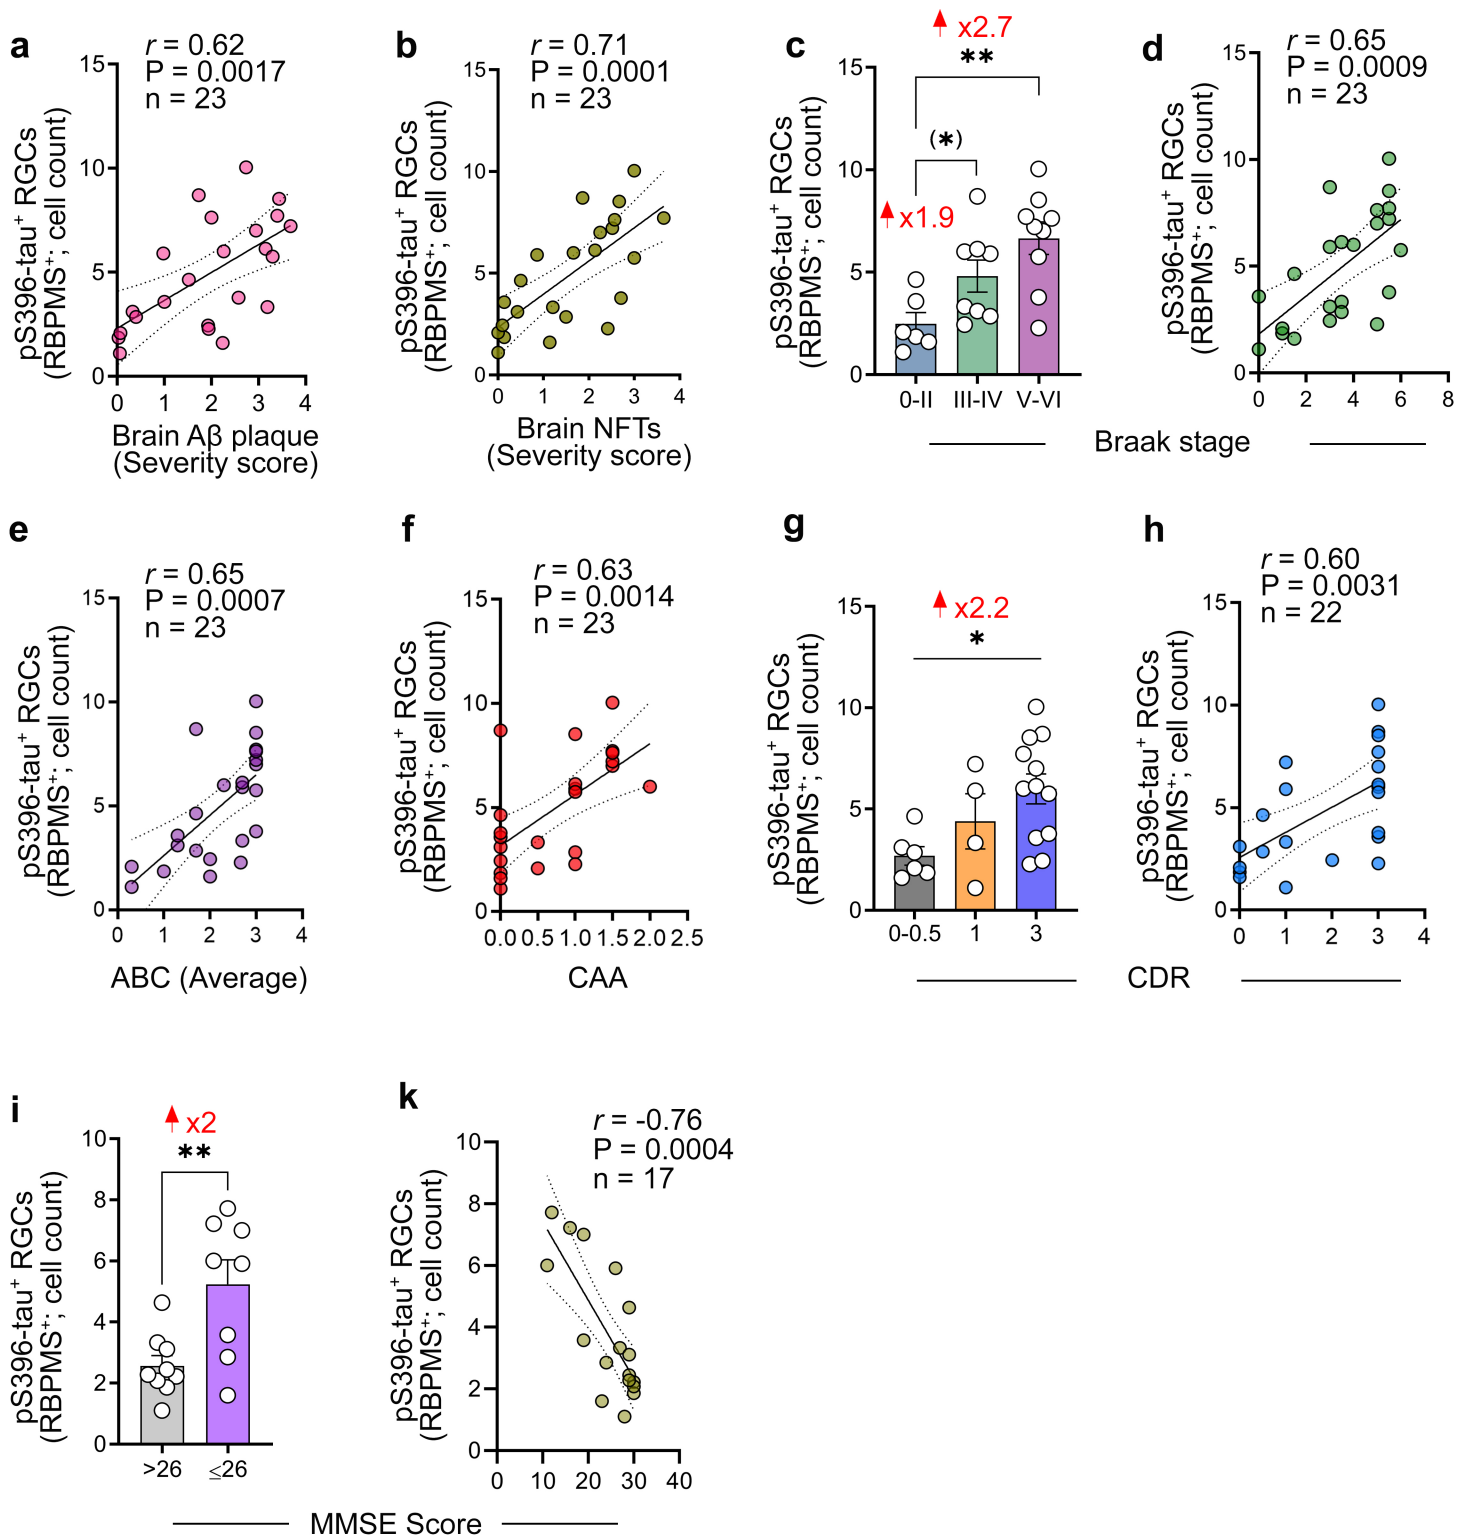 a
r = 0.62
P = 0.0017
n = 23
pS396-tau+ RGCs
(RBPMS+; cell count)
15
10
5
0
0 1 2 3 4
Brain Aβ plaque
(Severity score)
b
r = 0.71
P = 0.0001
n = 23
pS396-tau+ RGCs
(RBPMS+; cell count)
15
10
5
0
0 1 2 3 4
Brain NFTs
(Severity score)
c
x2.7
**
(*)
x1.9
pS396-tau+ RGCs
(RBPMS+; cell count)
15
10
5
0
0-II III-IV V-VI
d
r = 0.65
P = 0.0009
n = 23
pS396-tau+ RGCs
(RBPMS+; cell count)
15
10
5
0
0 2 4 6 8
Braak stage
e
r = 0.65
P = 0.0007
n = 23
pS396-tau+ RGCs
(RBPMS+; cell count)
15
10
5
0
0 1 2 3 4
ABC (Average)
f
r = 0.63
P = 0.0014
n = 23
pS396-tau+ RGCs
(RBPMS+; cell count)
15
10
5
0
0.0 0.5 1.0 1.5 2.0 2.5
CAA
g
x2.2
*
pS396-tau+ RGCs
(RBPMS+; cell count)
15
10
5
0
0-0.5 1 3
h
r = 0.60
P = 0.0031
n = 22
pS396-tau+ RGCs
(RBPMS+; cell count)
15
10
5
0
0 1 2 3 4
CDR
i
x2
**
pS396-tau+ RGCs
(RBPMS+; cell count)
10
8
6
4
2
0
>26 ≤26
k
r = -0.76
P = 0.0004
n = 17
pS396-tau+ RGCs
(RBPMS+; cell count)
10
8
6
4
2
0
0 10 20 30 40
MMSE Score